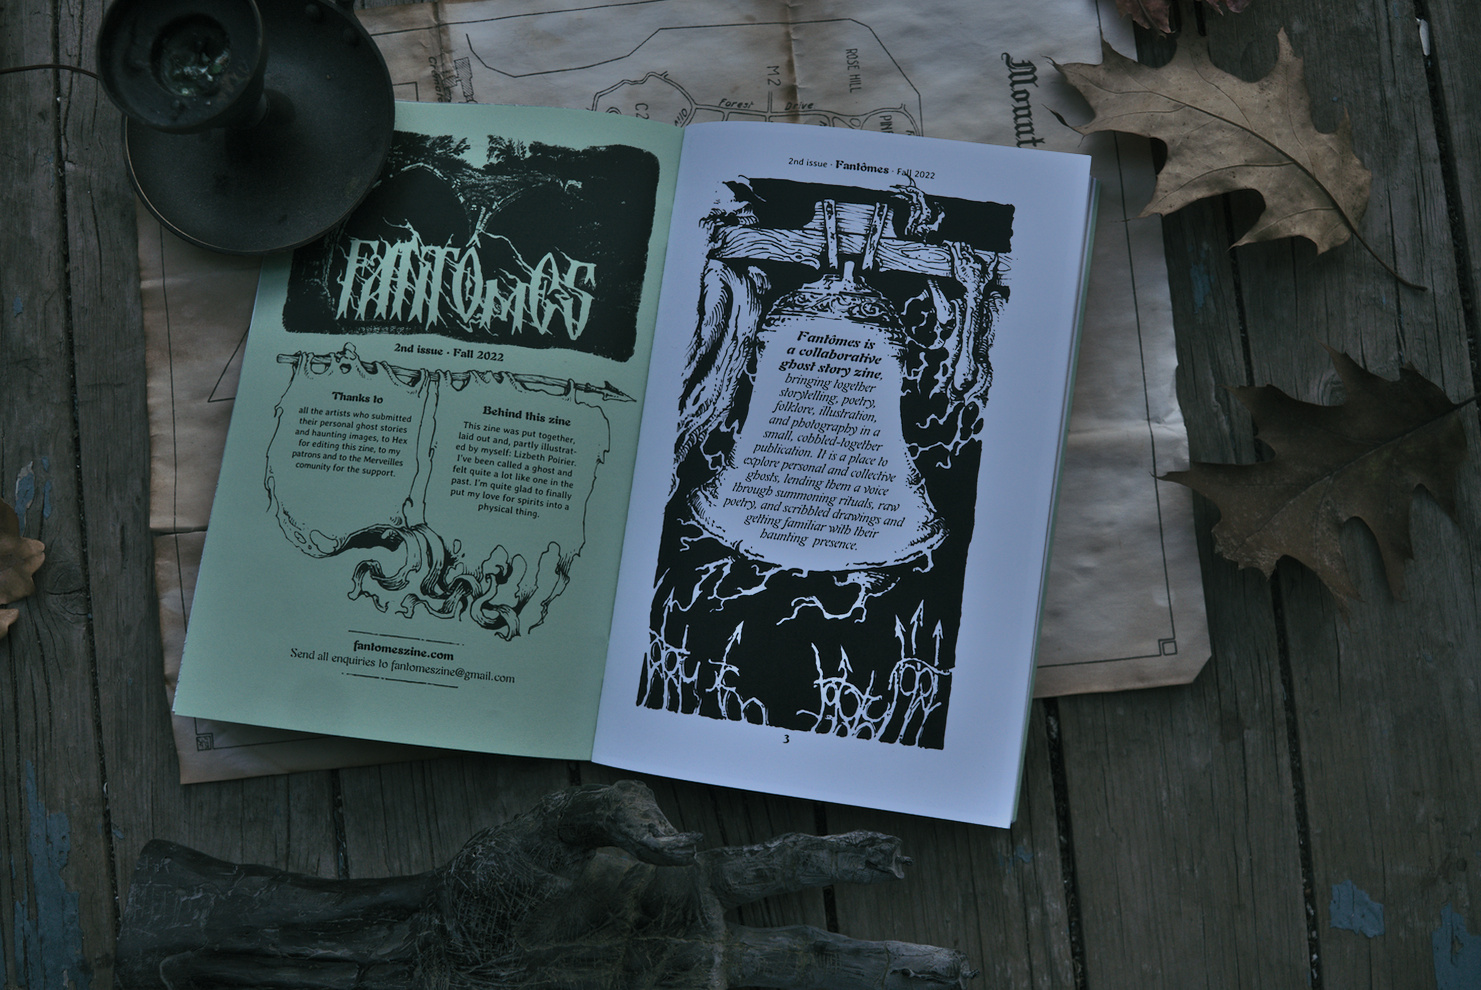 Mount
ROSE HILL
M2
C2
Forest Drive
FANTÔMES
2nd issue · Fall 2022
Thanks to
all the artists who submitted
their personal ghost stories
and haunting images, to Hex
for editing this zine, to my
patrons and to the Merveilles
comunity for the support.
Behind this zine
This zine was put together,
laid out and, partly illustrat-
ed by myself: Lizbeth Poirier.
I've been called a ghost and
felt quite a lot like one in the
past. I'm quite glad to finally
put my love for spirits into a
physical thing.
fantomeszine.com
Send all enquiries to fantomeszine@gmail.com
2nd issue · Fantômes · Fall 2022
Fantômes is
a collaborative
ghost story zine,
bringing together
storytelling, poetry,
folklore, illustration,
and photography in a
small, cobbled-together
publication. It is a place to
explore personal and collective
ghosts, lending them a voice
through summoning rituals, raw
poetry, and scribbled drawings and
getting familiar with their
haunting presence.
3